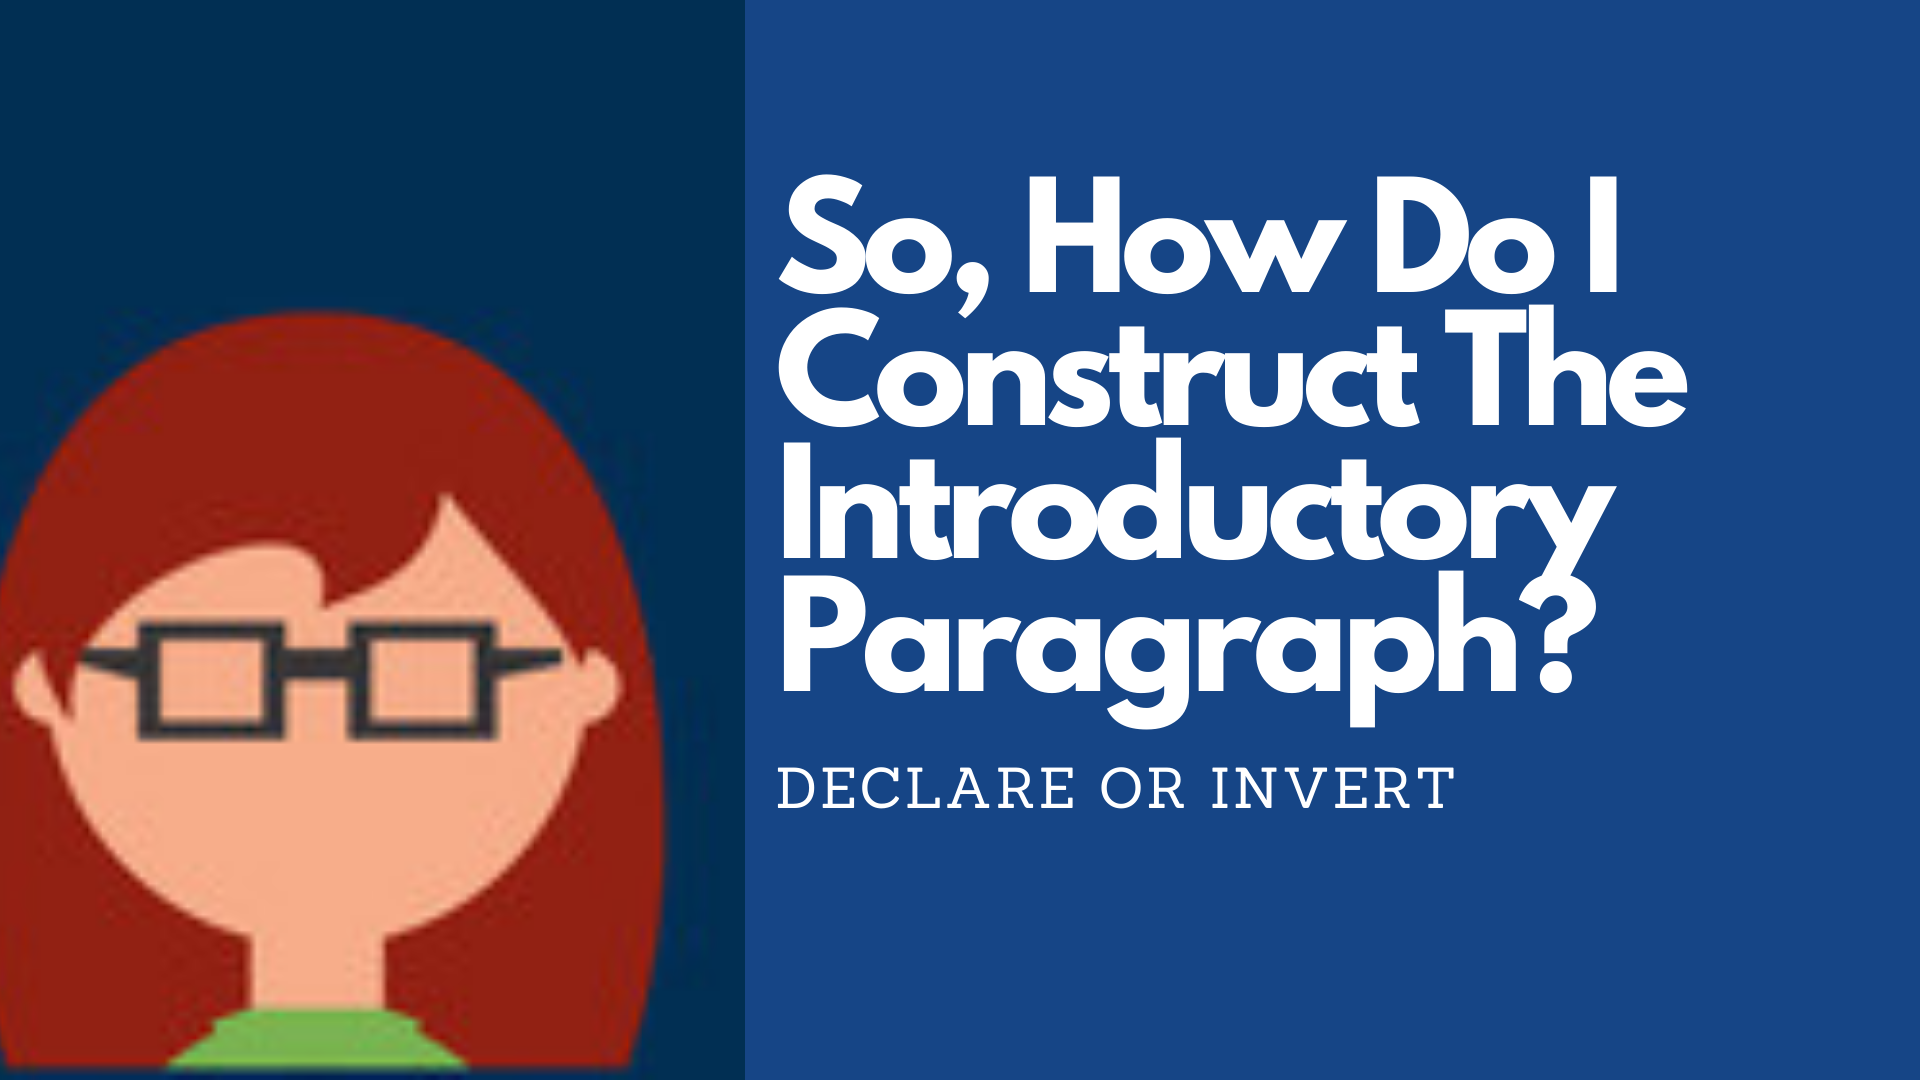 So, How Do I
Construct The
Introductory
Paragraph?
DECLARE OR INVERT